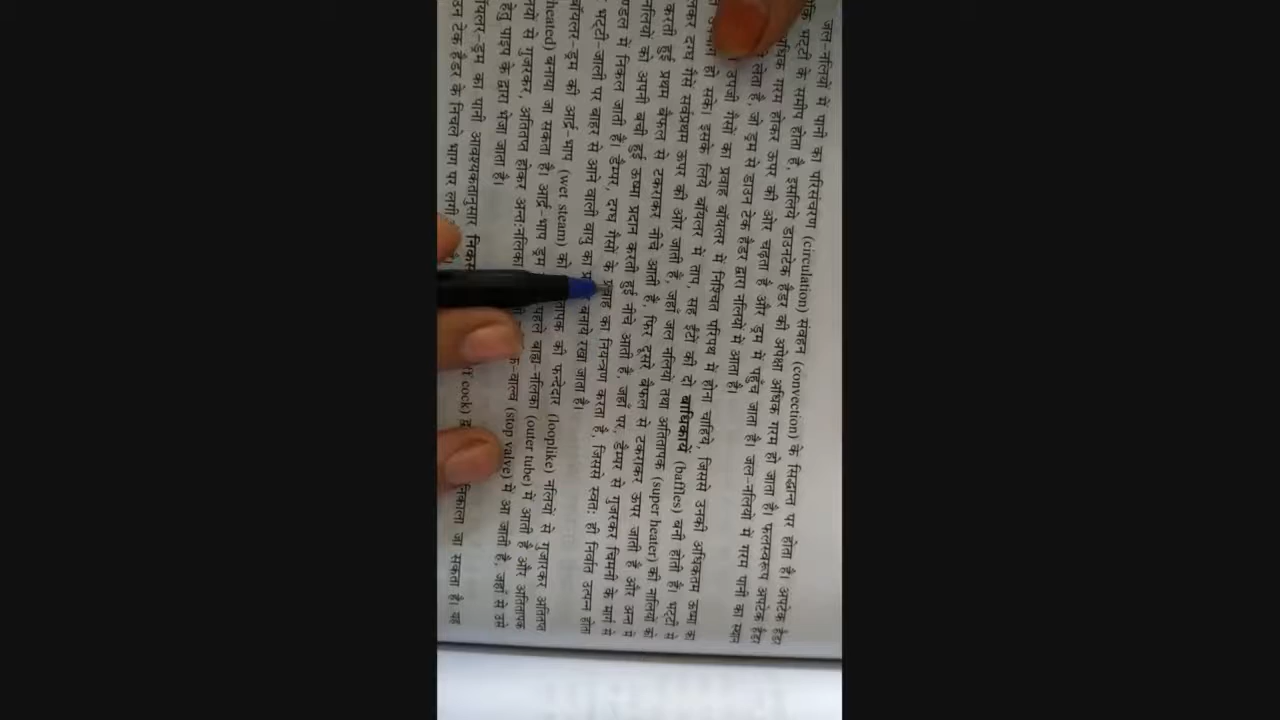 जल-नलियों में पानी का परिसंचरण (circulation) संवहन (convection) के सिद्धान्त पर होता है। अपटेक हैडर
भट्टी के समीप होता है, इसलिये डाउनटेक हैडर की अपेक्षा अधिक गरम हो जाता है। फलस्वरूप अपटेक हैडर
गरम होकर ऊपर की ओर चढ़ता है और ड्रम में पहुँच जाता है। जल-नलियों में गरम पानी का स्थान
लेता है, जो ड्रम से डाउन टेक हैडर द्वारा नलियों में आता है।
उपजी गैसों का प्रवाह बॉयलर से निश्चित परिपथ में होना चाहिये, जिससे उनकी अधिकतम ऊष्मा का
हो सके। इसके लिये बॉयलर में ताप, सह ईंटों की दो बाधिकायें (baffles) बनी होती हैं। भट्टी से
दग्ध गैसें सर्वप्रथम ऊपर की ओर जाती हैं, जहाँ जल नलियों तथा अतितापक (super heater) की नलियों को
करती हुई प्रथम बैफल से टकराकर नीचे आती हैं, फिर दूसरे बैफल से टकराकर ऊपर जाती हैं और अन्त में
नलियों को अपनी बची हुई ऊष्मा प्रदान करती हुई नीचे आती हैं, जहाँ पर, डैम्पर से गुजरकर चिमनी के मार्ग से
में निकल जाती हैं। डैम्पर, दग्ध गैसों के प्रवाह का नियन्त्रण करता है, जिससे स्वतः ही निर्वात उत्पन्न होता
भट्टी-जाली पर बाहर से आने वाली वायु का बनाये रखा जाता है।
बॉयलर-ड्रम की आर्द्र-भाप (wet steam) को की फन्देदार (looplike) नलियों से गुजारकर अतितप्त
heated) बनाया जा सकता है। आर्द्र-भाप ड्रम पहले बाह्य-नलिका (outer tube) में आती है और अतितापक
से गुजरकर, अतितप्त होकर अन्तःनलिका वाल्व (stop valve) में आ जाती है, जहाँ से उसे
हेतु पाइप के द्वारा भेजा जाता है।
बॉयलर-ड्रम का पानी आवश्यकतानुसार cock) निकाला जा सकता है। यह
टेक हैडर के निचले भाग पर लगी